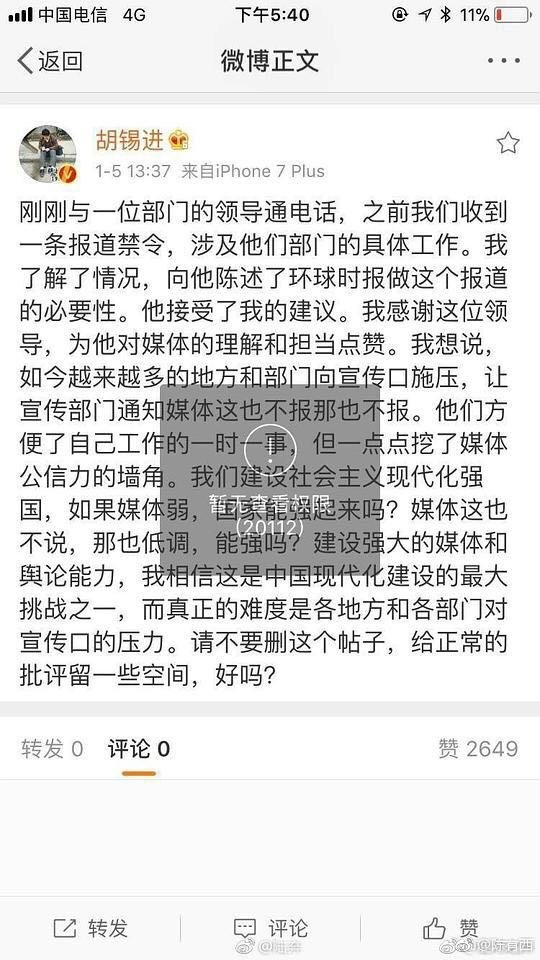 中国电信 4G 下午5:40 11%
返回 微博正文
胡锡进
1-5 13:37 来自iPhone 7 Plus
刚刚与一位部门的领导通电话，之前我们收到
一条报道禁令，涉及他们部门的具体工作。我
了解了情况，向他陈述了环球时报做这个报道
的必要性。他接受了我的建议。我感谢这位领
导，为他对媒体的理解和担当点赞。我想说，
如今越来越多的地方和部门向宣传口施压，让
宣传部门通知媒体这也不报那也不报。他们方
便了自己工作的一时一事，但一点点挖了媒体
公信力的墙角。我们建设社会主义现代化强
国，如果媒体弱，国家能强起来吗？媒体这也
不说，那也低调，能强吗？建设强大的媒体和
舆论能力，我相信这是中国现代化建设的最大
挑战之一，而真正的难度是各地方和各部门对
宣传口的压力。请不要删这个帖子，给正常的
批评留一些空间，好吗？
暂无查看权限
（20112）
转发 0 评论 0 赞 2649
转发 评论 赞
@陈有西